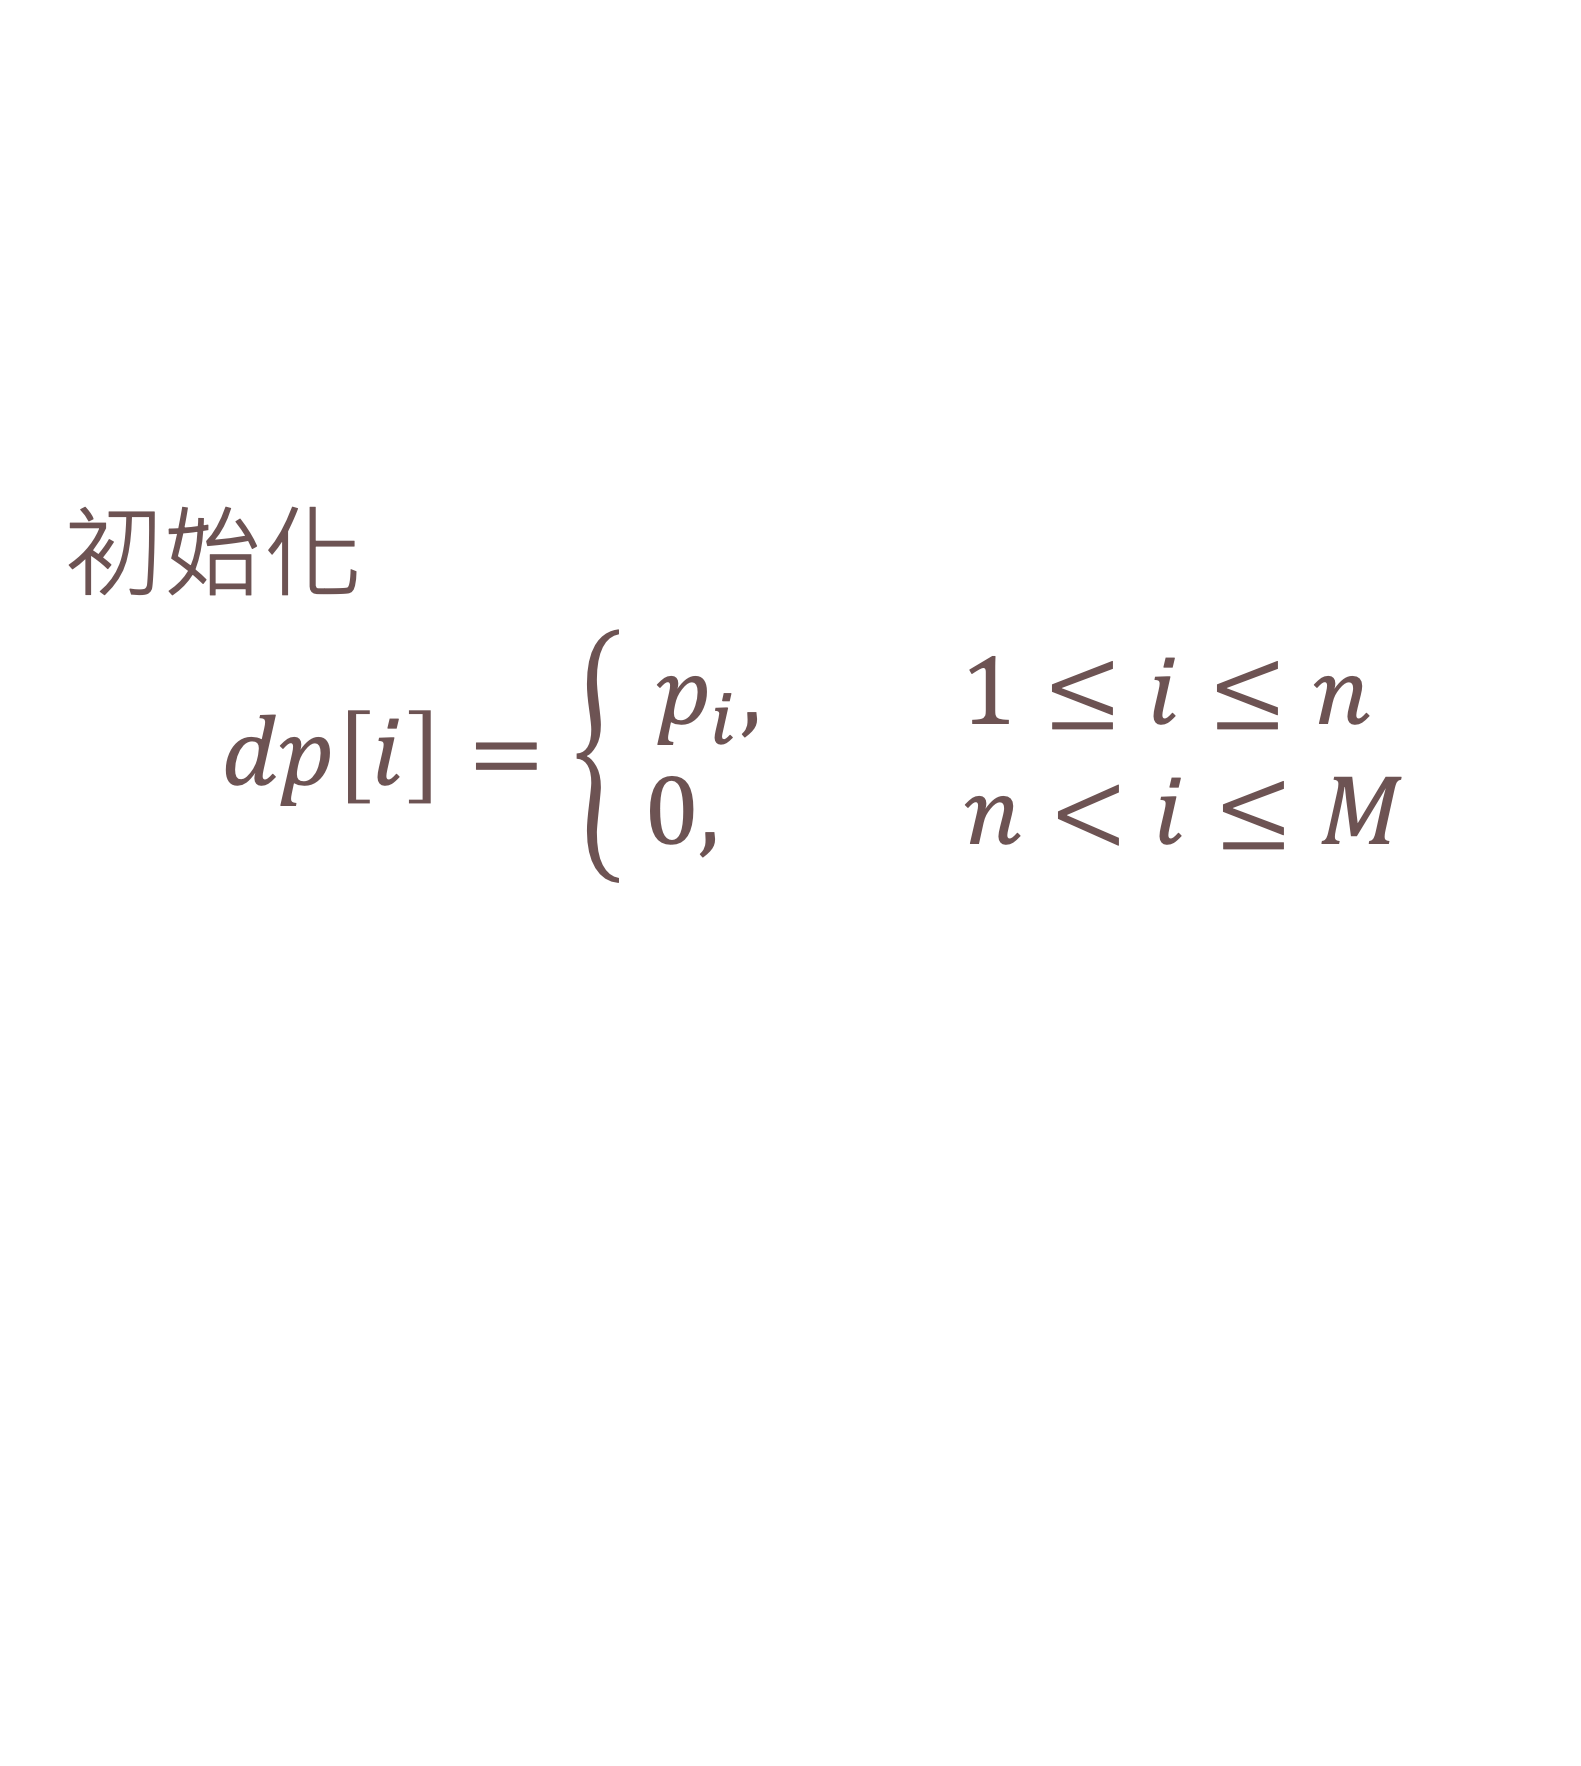 初始化
dp[i] = { p_i,  1 ≤ i ≤ n
0,  n < i ≤ M